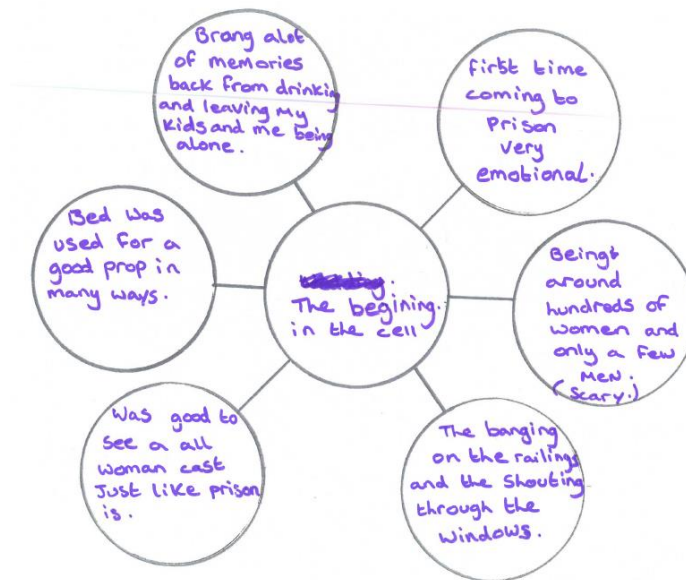 Brang alot
of memories
back from drinking
and leaving my
kids and me being
alone.
first time
coming to
prison
very
emotional.
Bed was
used for a
good prop in
many ways.
The begining.
in the cell
Being
around
hundreds of
women and
only a few
men.
(scary.)
Was good to
see a all
woman cast
Just like prison
is.
The banging
on the railings
and the shouting
through the
windows.